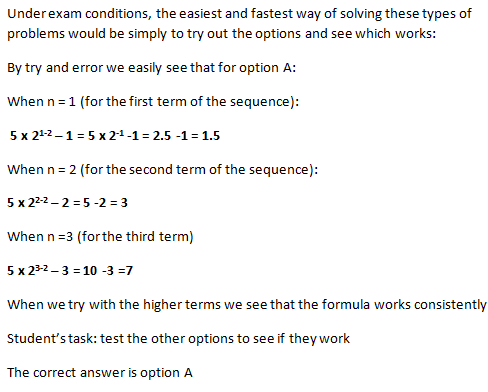 Under exam conditions, the easiest and fastest way of solving these types of
problems would be simply to try out the options and see which works:
By try and error we easily see that for option A:
When n = 1 (for the first term of the sequence):
5 x 2¹⁻² – 1 = 5 x 2⁻¹ -1 = 2.5 -1 = 1.5
When n = 2 (for the second term of the sequence):
5 x 2²⁻² – 2 = 5 -2 = 3
When n =3 (for the third term)
5 x 2³⁻² – 3 = 10 -3 =7
When we try with the higher terms we see that the formula works consistently
Student's task: test the other options to see if they work
The correct answer is option A